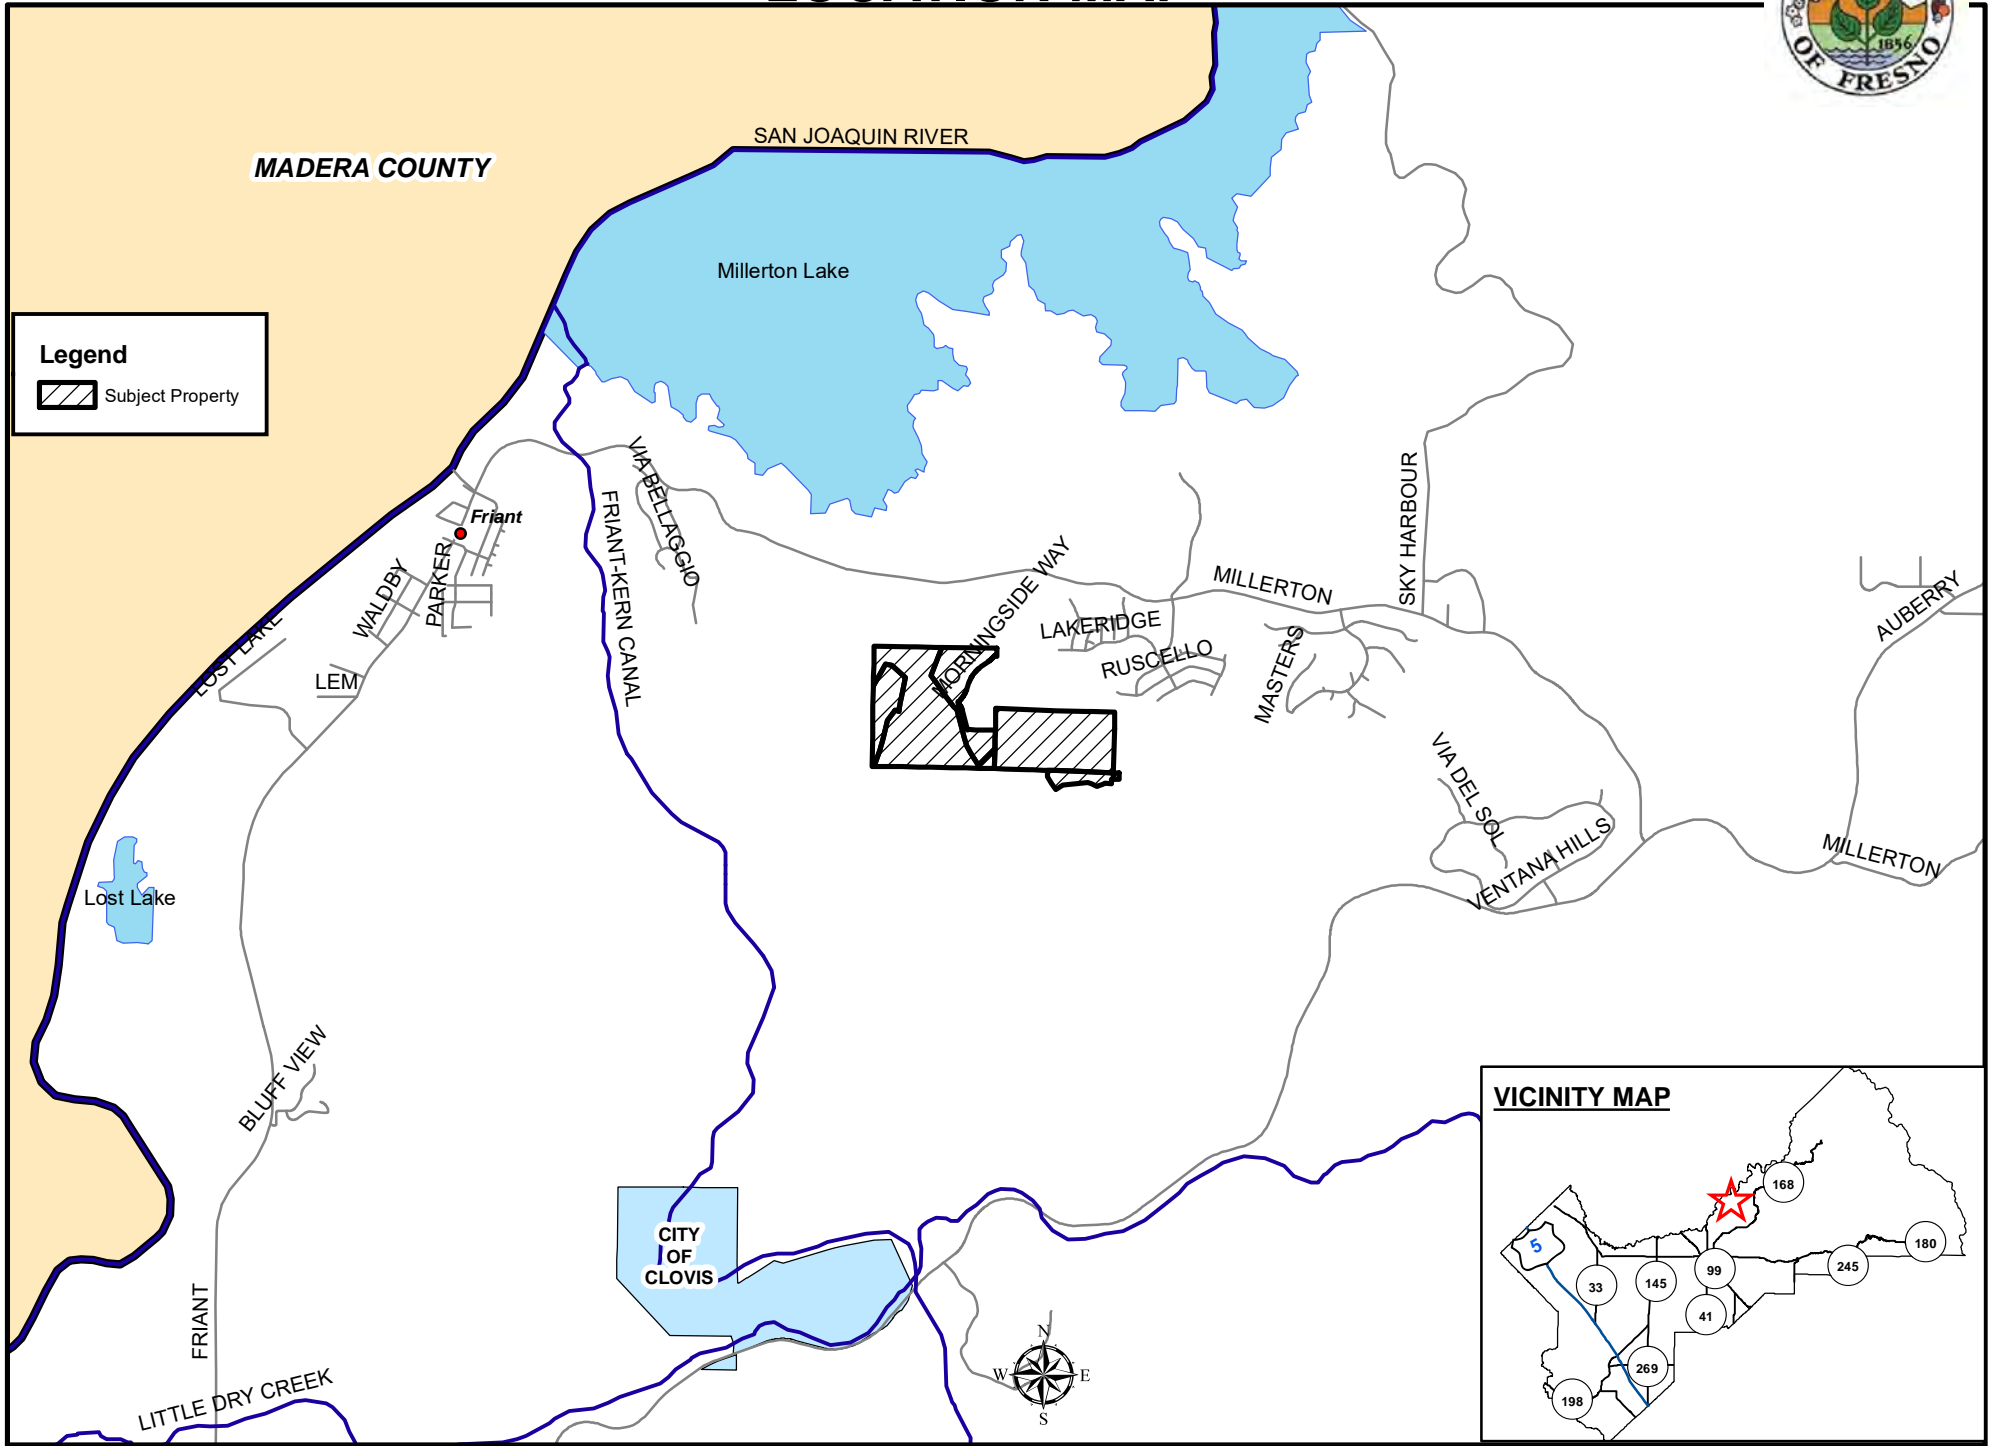 LOCATION MAP
1856
OF FRESNO
SAN JOAQUIN RIVER
MADERA COUNTY
Millerton Lake
Legend
Subject Property
Friant
VIA BELLAGGIO
FRIANT-KERN CANAL
WALDBY
PARKER
LOST LAKE
LEM
MORNINGSIDE WAY
LAKERIDGE
RUSCELLO
MILLERTON
MASTERS
SKY HARBOUR
AUBERRY
VIA DEL SOL
VENTANA HILLS
MILLERTON
Lost Lake
BLUFF VIEW
FRIANT
LITTLE DRY CREEK
CITY
OF
CLOVIS
N
W
E
S
VICINITY MAP
168
5
180
245
99
33
145
41
269
198